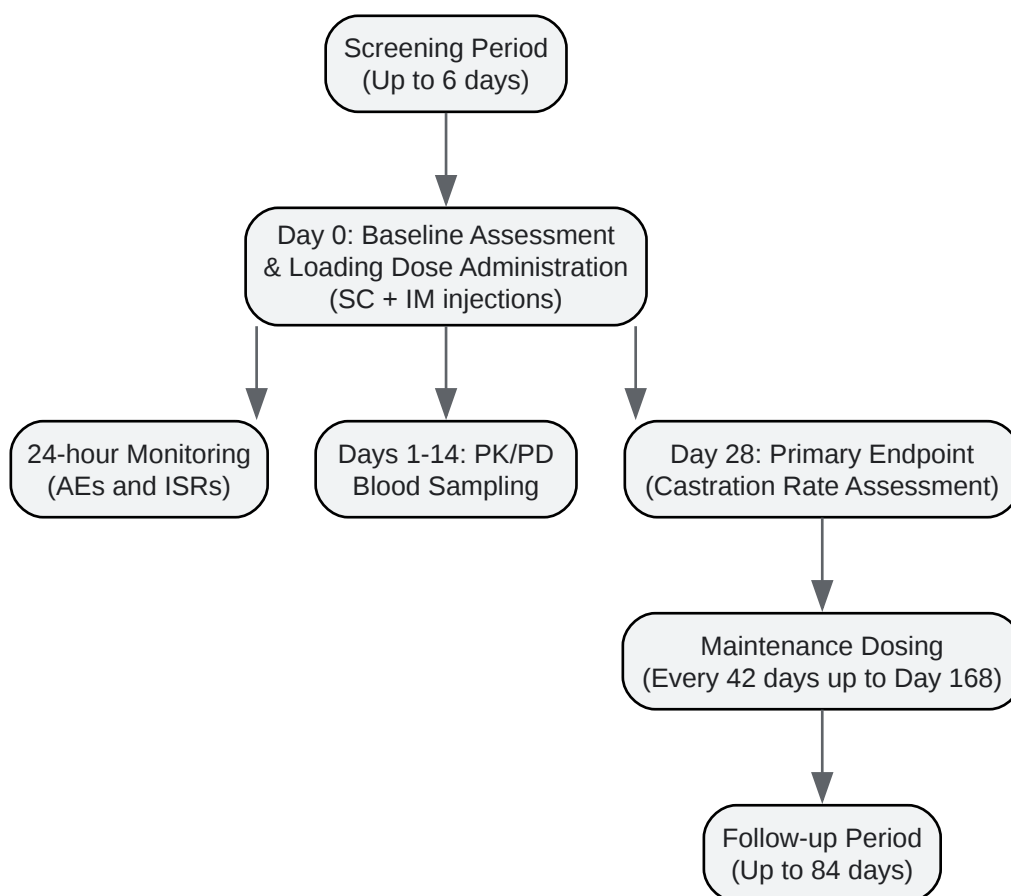 Screening Period
(Up to 6 days)
Day 0: Baseline Assessment
& Loading Dose Administration
(SC + IM injections)
24-hour Monitoring
(AEs and ISRs)
Days 1-14: PK/PD
Blood Sampling
Day 28: Primary Endpoint
(Castration Rate Assessment)
Maintenance Dosing
(Every 42 days up to Day 168)
Follow-up Period
(Up to 84 days)